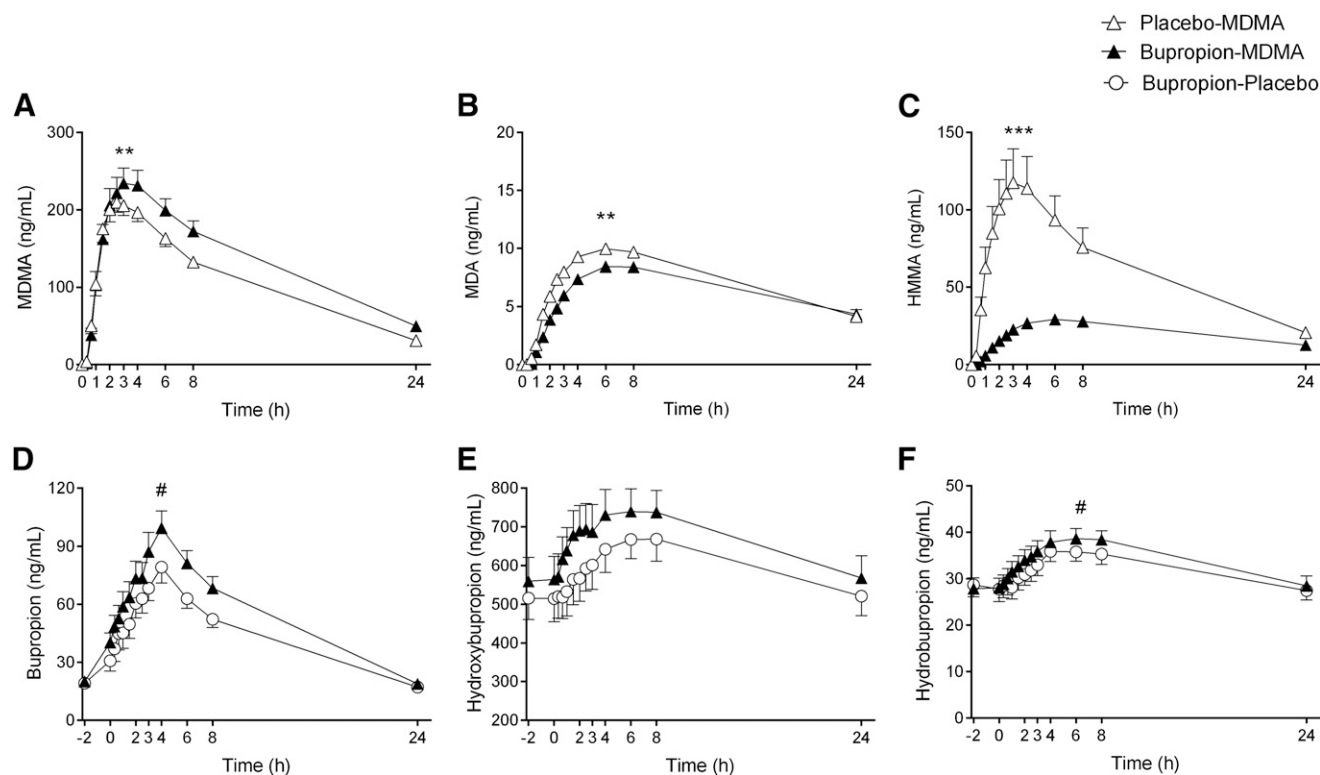 Placebo-MDMA
Bupropion-MDMA
Bupropion-Placebo
A
MDMA (ng/mL)
300
200
100
0
**
0 1 2 3 4 6 8 24
Time (h)
B
MDA (ng/mL)
20
15
10
5
0
**
0 1 2 3 4 6 8 24
Time (h)
C
HMMA (ng/mL)
150
100
50
0
***
0 1 2 3 4 6 8 24
Time (h)
D
Bupropion (ng/mL)
120
90
60
30
0
#
-2 0 2 3 4 6 8 24
Time (h)
E
Hydroxybupropion (ng/mL)
800
700
600
500
400
300
200
-2 0 2 3 4 6 8 24
Time (h)
F
Hydrobupropion (ng/mL)
50
40
30
20
10
0
#
-2 0 2 3 4 6 8 24
Time (h)